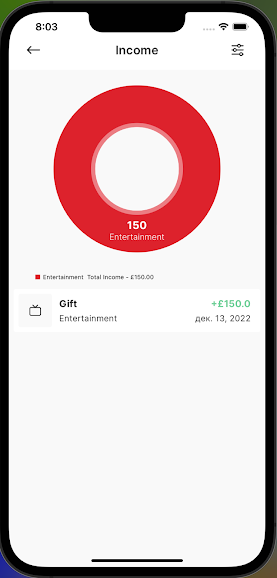 8:03
Income
150
Entertainment
Entertainment Total Income - £150.00
Gift
+£150.0
Entertainment
дек. 13, 2022